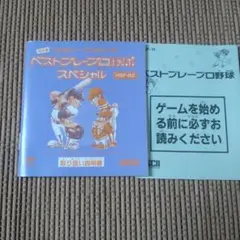 ベストプレープロ野球
スペシャル
取り扱い説明書
ベストプレープロ野球
ゲームを始め
る前に必ずお
読みください